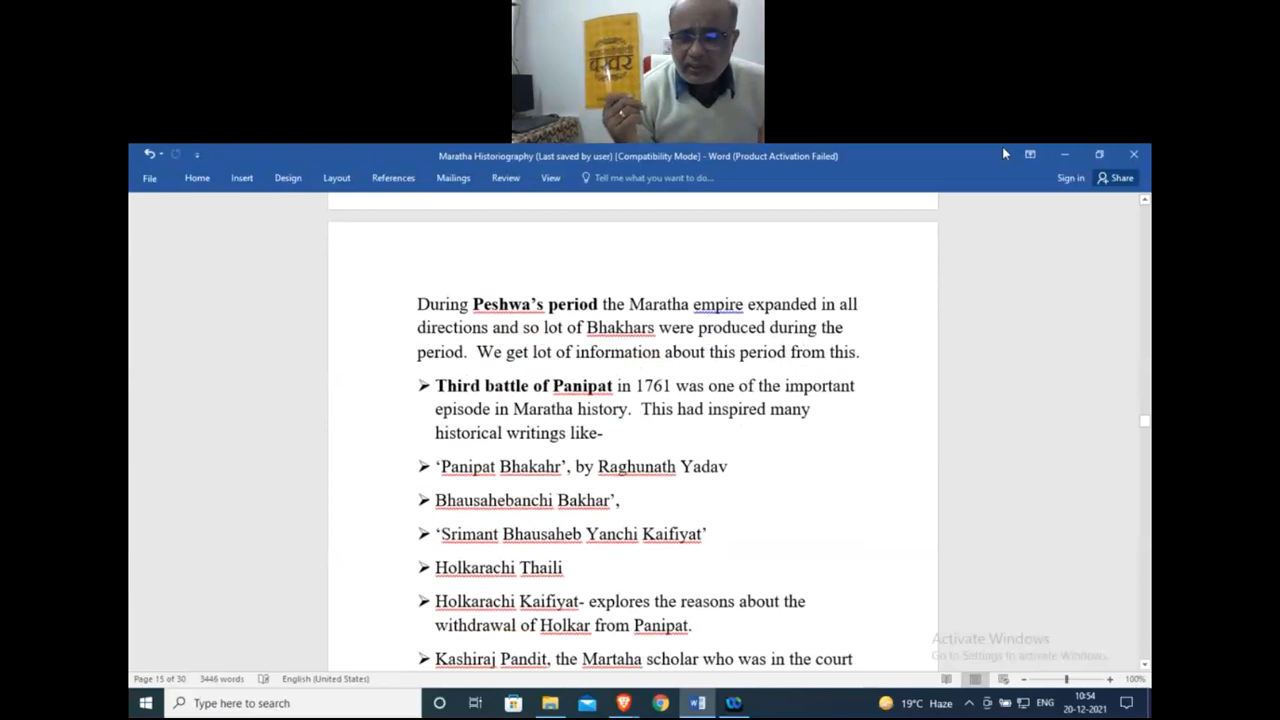 बखर
Maratha Historiography (Last saved by user) [Compatibility Mode] - Word (Product Activation Failed)
File Home Insert Design Layout References Mailings Review View Tell me what you want to do... Sign in Share
During Peshwa's period the Maratha empire expanded in all
directions and so lot of Bhakhars were produced during the
period. We get lot of information about this period from this.
➢ Third battle of Panipat in 1761 was one of the important
episode in Maratha history. This had inspired many
historical writings like-
➢ ‘Panipat Bhakahr’, by Raghunath Yadav
➢ Bhausahebanchi Bakhar’,
➢ ‘Srimant Bhausaheb Yanchi Kaifiyat’
➢ Holkarachi Thaili
➢ Holkarachi Kaifiyat- explores the reasons about the
withdrawal of Holkar from Panipat.
➢ Kashiraj Pandit, the Martaha scholar who was in the court
Activate Windows
Go to Settings to activate Windows.
Page 15 of 30 3446 words English (United States) 100%
Type here to search 19°C Haze ENG 10:54
20-12-2021